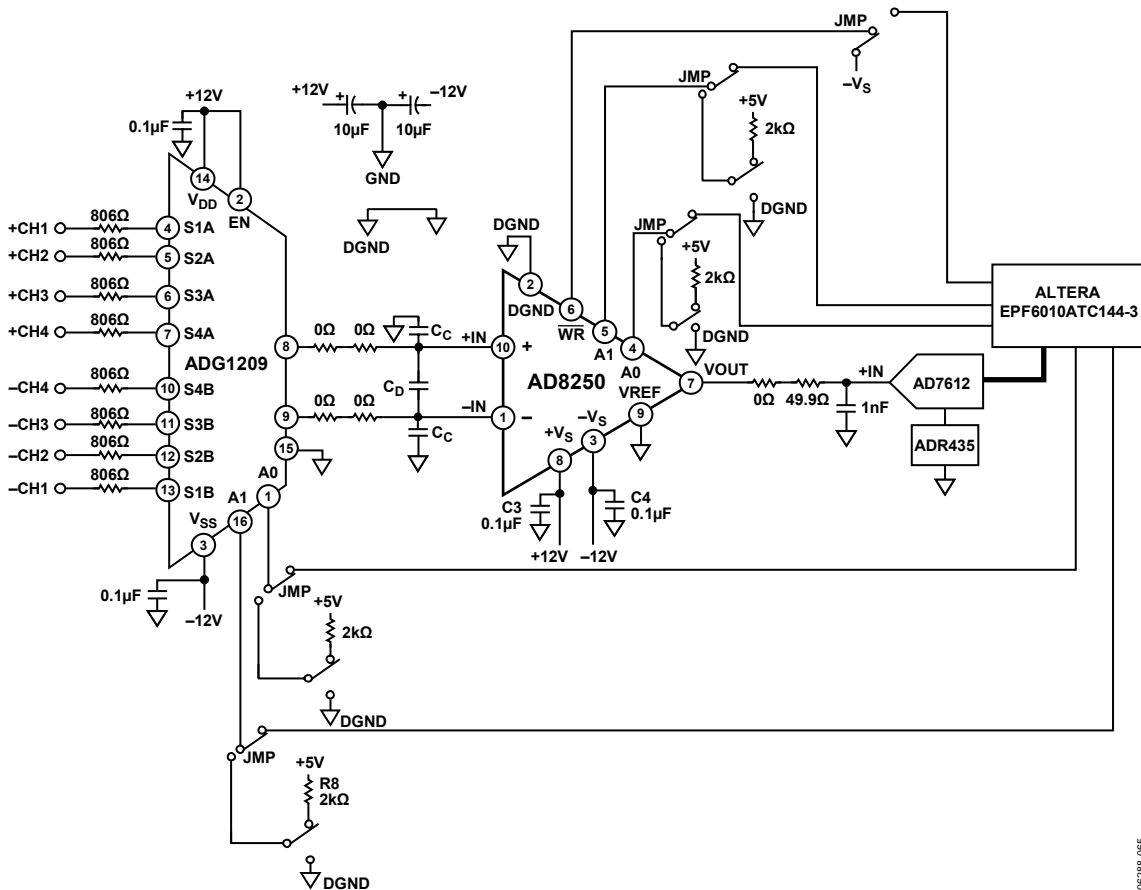 JMP
–VS
JMP
+5V
2kΩ
DGND
+12V
0.1µF
+12V
–12V
+
+
10µF
10µF
GND
DGND
14
VDD
2
EN
+CH1
806Ω
4
S1A
+CH2
806Ω
5
S2A
+CH3
806Ω
6
S3A
+CH4
806Ω
7
S4A
ADG1209
–CH4
806Ω
10
S4B
–CH3
806Ω
11
S3B
–CH2
806Ω
12
S2B
–CH1
806Ω
13
S1B
8
9
15
A0
1
A1
16
VSS
3
0.1µF
–12V
0Ω
0Ω
0Ω
0Ω
CC
CD
CC
+IN
–IN
DGND
2
DGND
6
WR
5
A1
4
A0
10
+
AD8250
1
–
7
VOUT
VREF
9
–VS
3
+VS
8
C3
0.1µF
C4
0.1µF
+12V
–12V
JMP
+5V
2kΩ
DGND
0Ω
49.9Ω
+IN
1nF
AD7612
ADR435
ALTERA
EPF6010ATC144-3
JMP
+5V
2kΩ
DGND
JMP
+5V
R8
2kΩ
DGND
06288-065